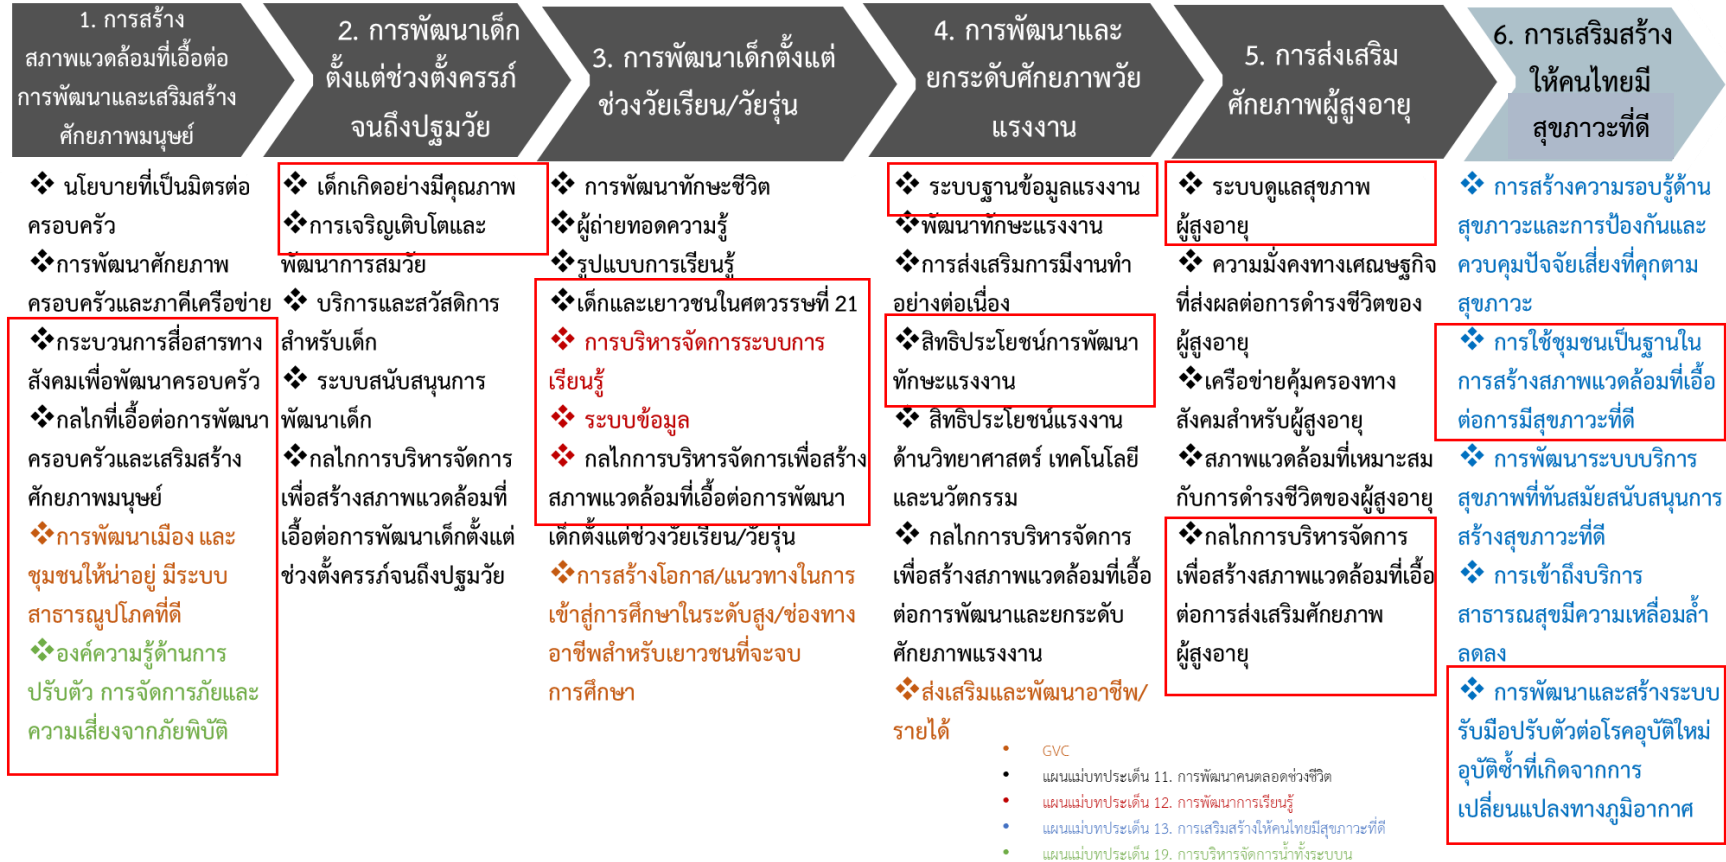 1. การสร้าง
สภาพแวดล้อมที่เอื้อต่อ
การพัฒนาและเสริมสร้าง
ศักยภาพมนุษย์
2. การพัฒนาเด็ก
ตั้งแต่ช่วงตั้งครรภ์
จนถึงปฐมวัย
3. การพัฒนาเด็กตั้งแต่
ช่วงวัยเรียน/วัยรุ่น
4. การพัฒนาและ
ยกระดับศักยภาพวัย
แรงงาน
5. การส่งเสริม
ศักยภาพผู้สูงอายุ
6. การเสริมสร้าง
ให้คนไทยมี
สุขภาวะที่ดี
❖ นโยบายที่เป็นมิตรต่อ
ครอบครัว
❖การพัฒนาศักยภาพ
ครอบครัวและภาคีเครือข่าย
❖กระบวนการสื่อสารทาง
สังคมเพื่อพัฒนาครอบครัว
❖กลไกที่เอื้อต่อการพัฒนา
ครอบครัวและเสริมสร้าง
ศักยภาพมนุษย์
❖การพัฒนาเมือง และ
ชุมชนให้น่าอยู่ มีระบบ
สาธารณูปโภคที่ดี
❖องค์ความรู้ด้านการ
ปรับตัว การจัดการภัยและ
ความเสี่ยงจากภัยพิบัติ
❖ เด็กเกิดอย่างมีคุณภาพ
❖การเจริญเติบโตและ
พัฒนาการสมวัย
❖ บริการและสวัสดิการ
สำหรับเด็ก
❖ ระบบสนับสนุนการ
พัฒนาเด็ก
❖กลไกการบริหารจัดการ
เพื่อสร้างสภาพแวดล้อมที่
เอื้อต่อการพัฒนาเด็กตั้งแต่
ช่วงตั้งครรภ์จนถึงปฐมวัย
❖ การพัฒนาทักษะชีวิต
❖ผู้ถ่ายทอดความรู้
❖รูปแบบการเรียนรู้
❖เด็กและเยาวชนในศตวรรษที่ 21
❖ การบริหารจัดการระบบการ
เรียนรู้
❖ ระบบข้อมูล
❖ กลไกการบริหารจัดการเพื่อสร้าง
สภาพแวดล้อมที่เอื้อต่อการพัฒนา
เด็กตั้งแต่ช่วงวัยเรียน/วัยรุ่น
❖การสร้างโอกาส/แนวทางในการ
เข้าสู่การศึกษาในระดับสูง/ช่องทาง
อาชีพสำหรับเยาวชนที่จะจบ
การศึกษา
❖ ระบบฐานข้อมูลแรงงาน
❖พัฒนาทักษะแรงงาน
❖การส่งเสริมการมีงานทำ
อย่างต่อเนื่อง
❖สิทธิประโยชน์การพัฒนา
ทักษะแรงงาน
❖ สิทธิประโยชน์แรงงาน
ด้านวิทยาศาสตร์ เทคโนโลยี
และนวัตกรรม
❖ กลไกการบริหารจัดการ
เพื่อสร้างสภาพแวดล้อมที่เอื้อ
ต่อการพัฒนาและยกระดับ
ศักยภาพแรงงาน
❖ส่งเสริมและพัฒนาอาชีพ/
รายได้
❖ ระบบดูแลสุขภาพ
ผู้สูงอายุ
❖ ความมั่งคงทางเศณษฐกิจ
ที่ส่งผลต่อการดำรงชีวิตของ
ผู้สูงอายุ
❖เครือข่ายคุ้มครองทาง
สังคมสำหรับผู้สูงอายุ
❖สภาพแวดล้อมที่เหมาะสม
กับการดำรงชีวิตของผู้สูงอายุ
❖กลไกการบริหารจัดการ
เพื่อสร้างสภาพแวดล้อมที่เอื้อ
ต่อการส่งเสริมศักยภาพ
ผู้สูงอายุ
❖ การสร้างความรอบรู้ด้าน
สุขภาวะและการป้องกันและ
ควบคุมปัจจัยเสี่ยงที่คุกตาม
สุขภาวะ
❖ การใช้ชุมชนเป็นฐานใน
การสร้างสภาพแวดล้อมที่เอื้อ
ต่อการมีสุขภาวะที่ดี
❖ การพัฒนาระบบบริการ
สุขภาพที่ทันสมัยสนับสนุนการ
สร้างสุขภาวะที่ดี
❖ การเข้าถึงบริการ
สาธารณสุขมีความเหลื่อมล้ำ
ลดลง
❖ การพัฒนาและสร้างระบบ
รับมือปรับตัวต่อโรคอุบัติใหม่
อุบัติซ้ำที่เกิดจากการ
เปลี่ยนแปลงทางภูมิอากาศ
• GVC
• แผนแม่บทประเด็น 11. การพัฒนาคนตลอดช่วงชีวิต
• แผนแม่บทประเด็น 12. การพัฒนาการเรียนรู้
• แผนแม่บทประเด็น 13. การเสริมสร้างให้คนไทยมีสุขภาวะที่ดี
• แผนแม่บทประเด็น 19. การบริหารจัดการน้ำทั้งระบบน